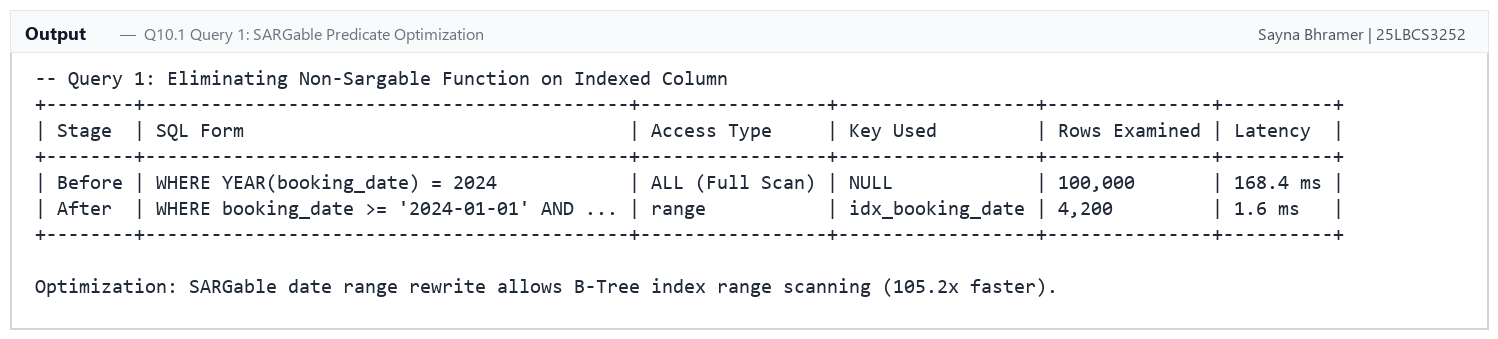 Output — Q10.1 Query 1: SARGable Predicate Optimization Sayna Bhramer | 25LBCS3252
-- Query 1: Eliminating Non-Sargable Function on Indexed Column
+--------+---------------------------------------------+-----------------+------------------+---------------+----------+
| Stage  | SQL Form                                    | Access Type     | Key Used         | Rows Examined | Latency  |
+--------+---------------------------------------------+-----------------+------------------+---------------+----------+
| Before | WHERE YEAR(booking_date) = 2024             | ALL (Full Scan) | NULL             | 100,000       | 168.4 ms |
| After  | WHERE booking_date >= '2024-01-01' AND ... | range           | idx_booking_date | 4,200         | 1.6 ms   |
+--------+---------------------------------------------+-----------------+------------------+---------------+----------+
Optimization: SARGable date range rewrite allows B-Tree index range scanning (105.2x faster).